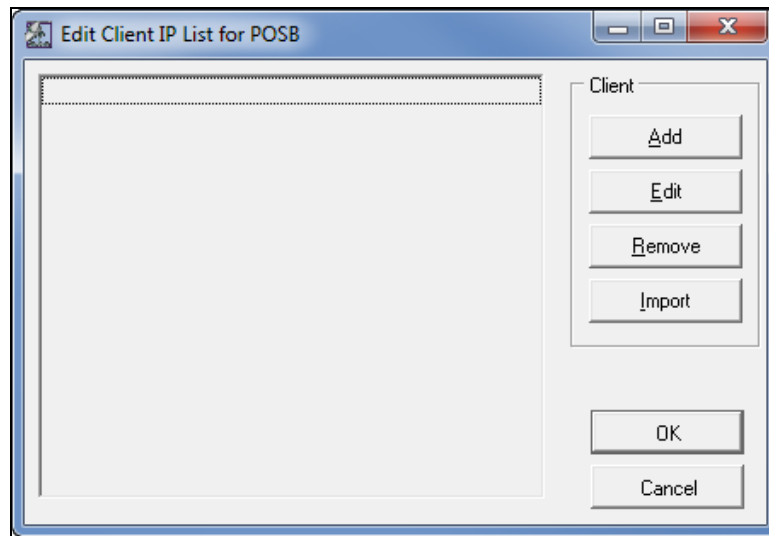 Edit Client IP List for POSB
Client
Add
Edit
Remove
Import
OK
Cancel